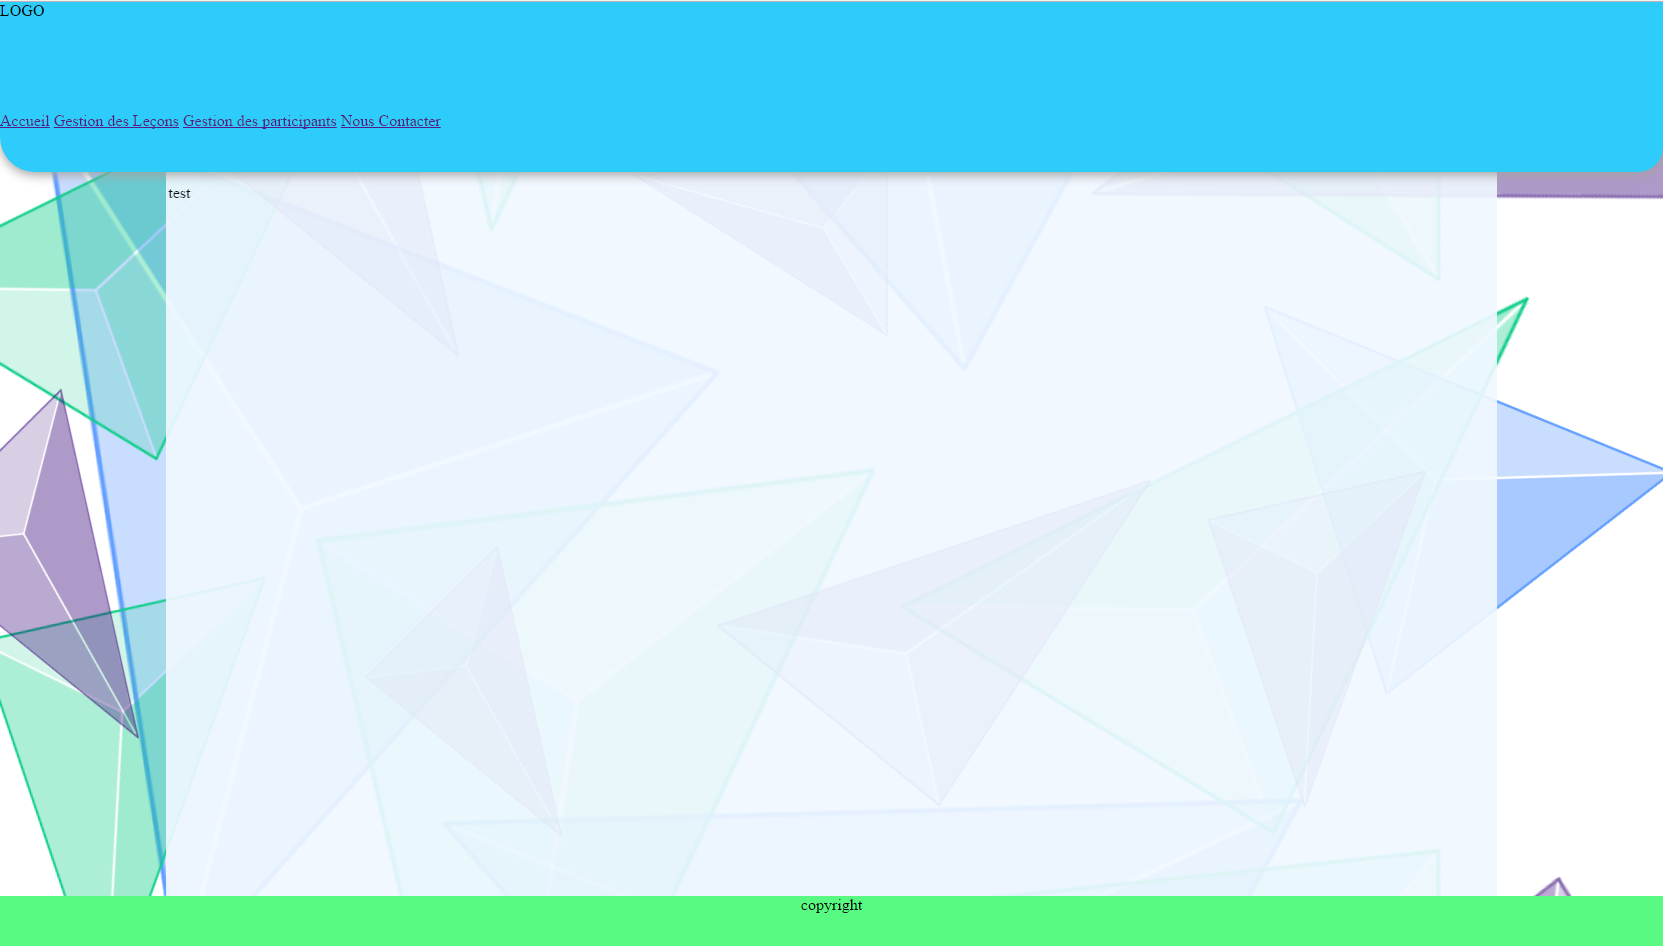 LOGO
Accueil Gestion des Leçons Gestion des participants Nous Contacter
test
copyright